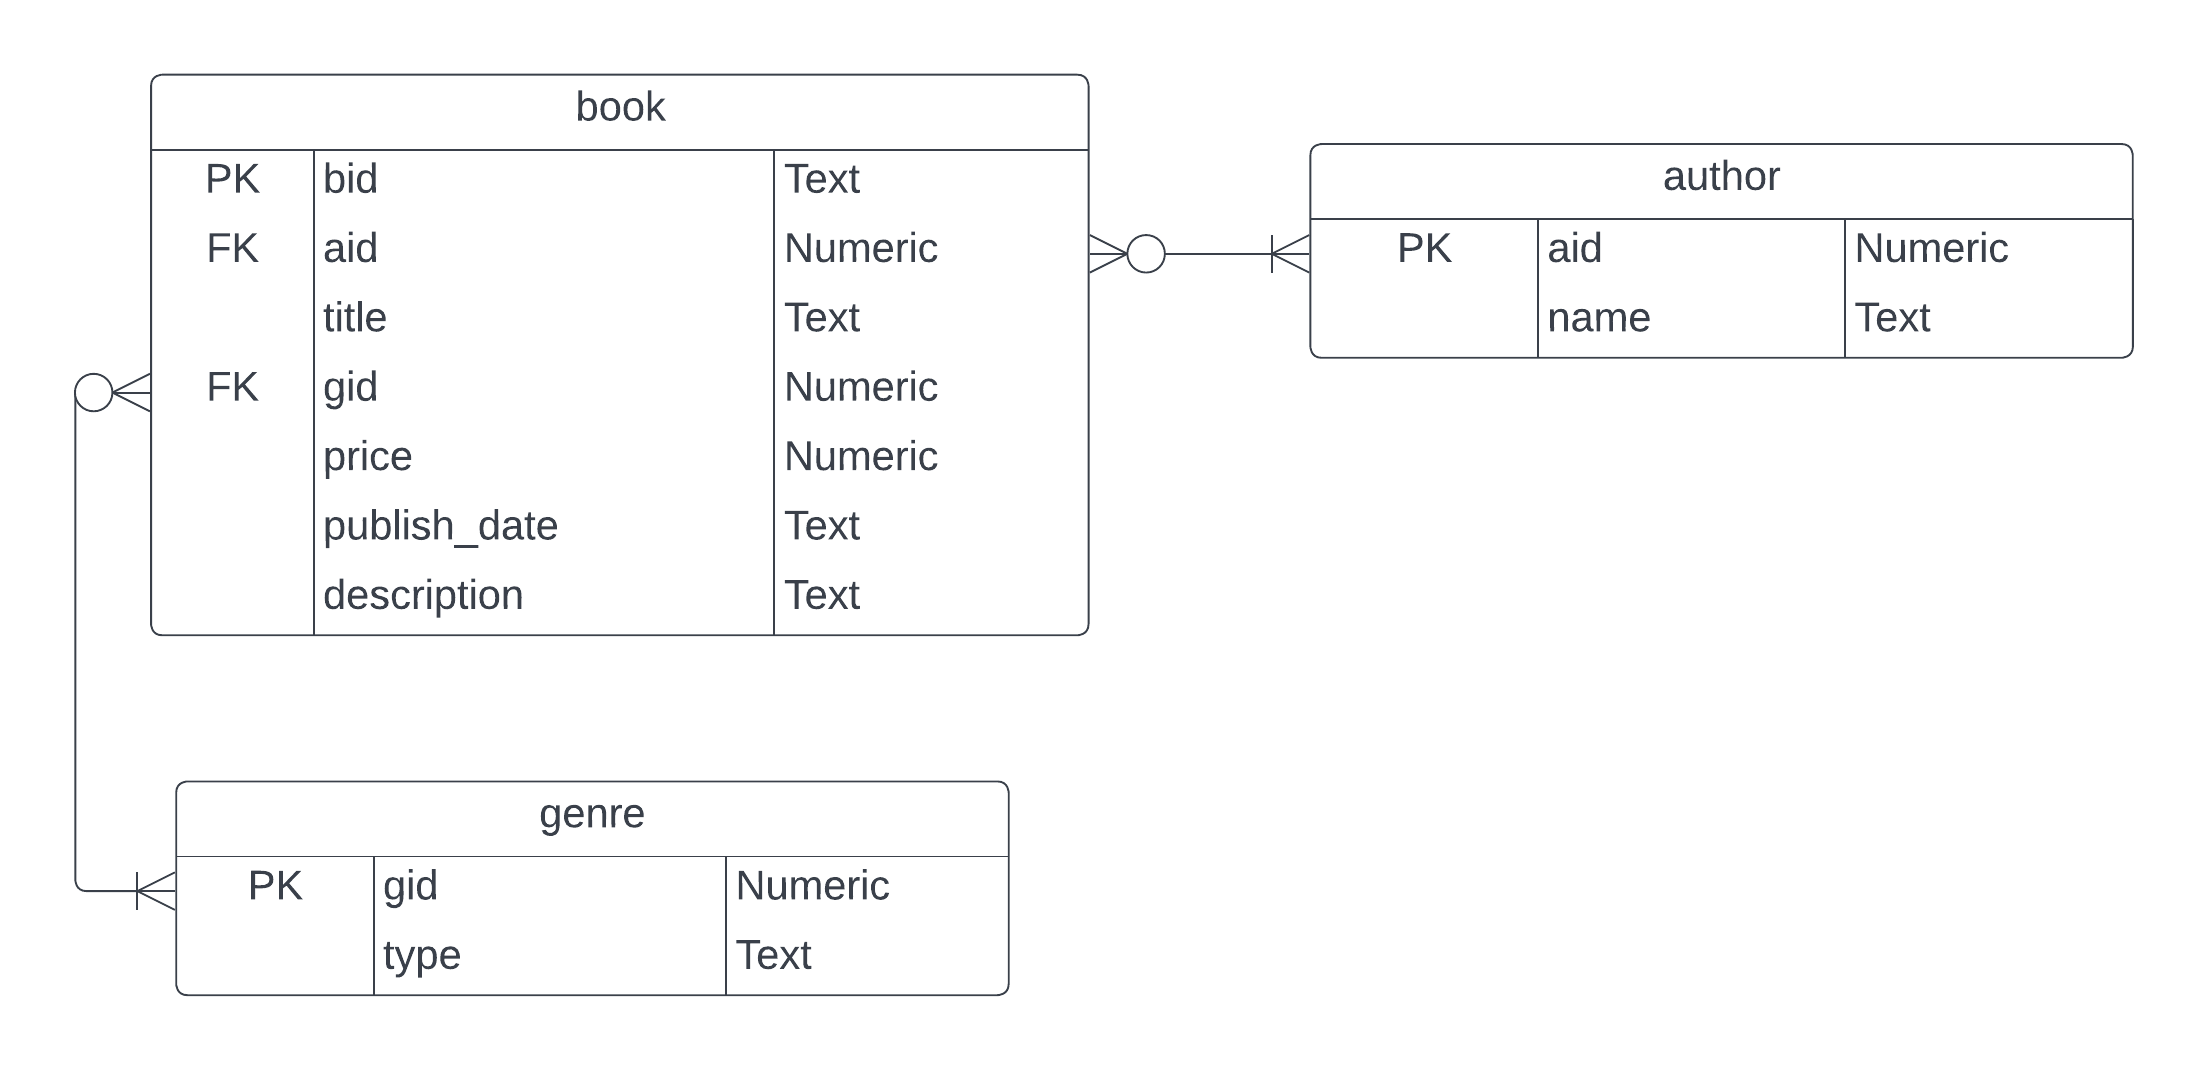 book
PK bid Text
FK aid Numeric
title Text
FK gid Numeric
price Numeric
publish_date Text
description Text
author
PK aid Numeric
name Text
genre
PK gid Numeric
type Text